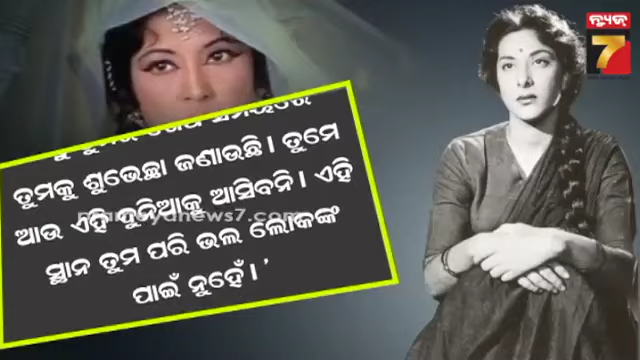 ନ୍ୟୁଜ୍
7
ତୁମକୁ ଶୁଭେଚ୍ଛା ଜଣାଉଛି। ତୁମେ
ଆଉ ଏହି ଦୁନିଆକୁ ଆସିବନି। ଏହି
ସ୍ଥାନ ତୁମ ପରି ଭଲ ଲୋକଙ୍କ
ପାଇଁ ନୁହେଁ।’